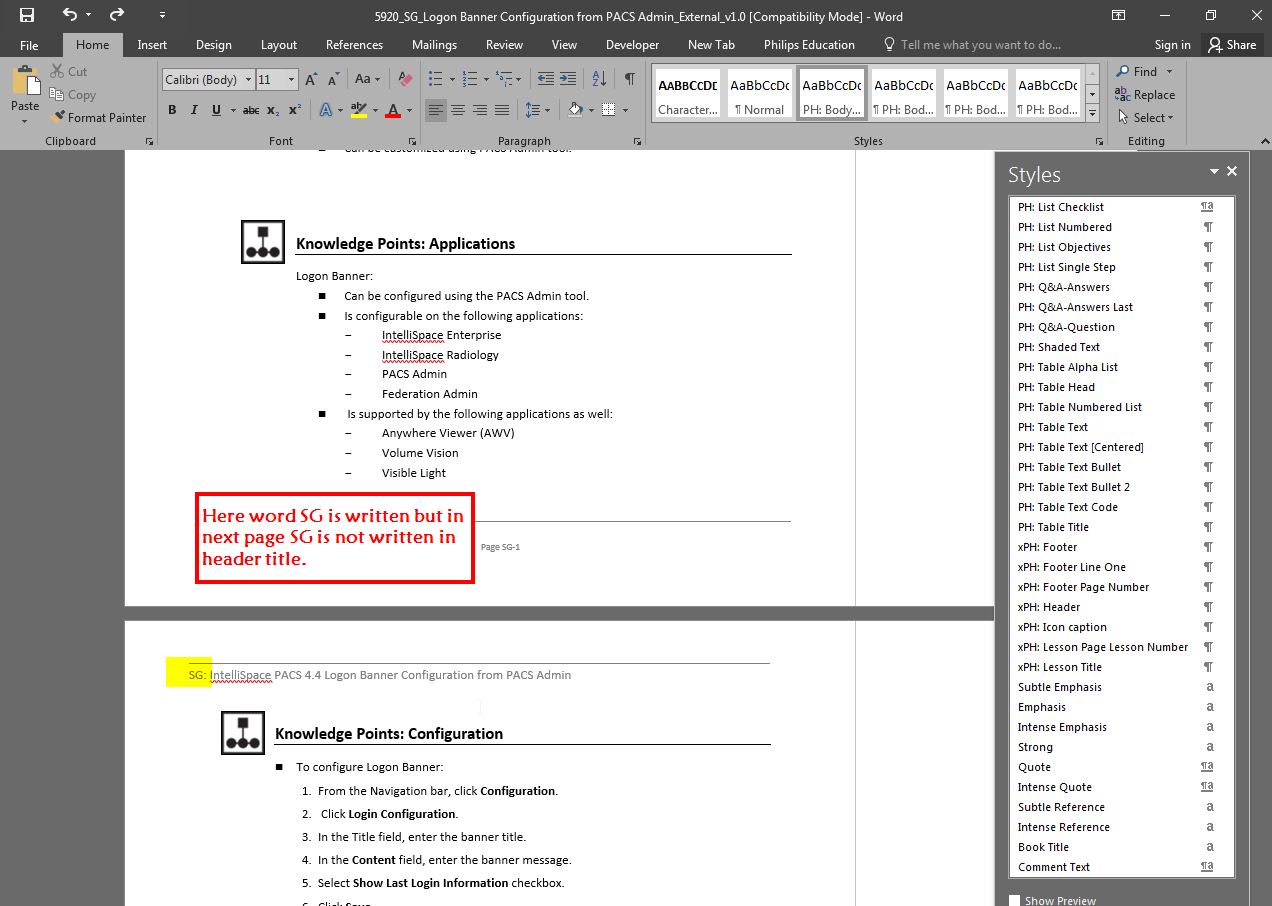 5920_SG_Logon Banner Configuration from PACS Admin_External_v1.0 [Compatibility Mode] - Word
File Home Insert Design Layout References Mailings Review View Developer New Tab Philips Education Tell me what you want to do... Sign in Share
Paste
Cut
Copy
Format Painter
Clipboard
Calibri (Body) 11
Font
Paragraph
AaBbCcDd AaBbCcDc AaBbCcDc AaBbCcDc AaBbCcDc AaBbCcDc
Character... ¶ Normal PH: Body... ¶ PH: Bod... ¶ PH: Bod... ¶ PH: Bod...
Styles
Find
Replace
Select
Editing
Can be customized using PACS Admin tool.
Knowledge Points: Applications
Logon Banner:
■ Can be configured using the PACS Admin tool.
■ Is configurable on the following applications:
– IntelliSpace Enterprise
– IntelliSpace Radiology
– PACS Admin
– Federation Admin
■ Is supported by the following applications as well:
– Anywhere Viewer (AWV)
– Volume Vision
– Visible Light
Here word SG is written but in
next page SG is not written in
header title.
Page SG-1
SG: IntelliSpace PACS 4.4 Logon Banner Configuration from PACS Admin
Knowledge Points: Configuration
■ To configure Logon Banner:
1. From the Navigation bar, click Configuration.
2. Click Login Configuration.
3. In the Title field, enter the banner title.
4. In the Content field, enter the banner message.
5. Select Show Last Login Information checkbox.
6. Click Save
Styles
PH: List Checklist
PH: List Numbered
PH: List Objectives
PH: List Single Step
PH: Q&A-Answers
PH: Q&A-Answers Last
PH: Q&A-Question
PH: Shaded Text
PH: Table Alpha List
PH: Table Head
PH: Table Numbered List
PH: Table Text
PH: Table Text [Centered]
PH: Table Text Bullet
PH: Table Text Bullet 2
PH: Table Text Code
PH: Table Title
xPH: Footer
xPH: Footer Line One
xPH: Footer Page Number
xPH: Header
xPH: Icon caption
xPH: Lesson Page Lesson Number
xPH: Lesson Title
Subtle Emphasis
Emphasis
Intense Emphasis
Strong
Quote
Intense Quote
Subtle Reference
Intense Reference
Book Title
Comment Text
Show Preview